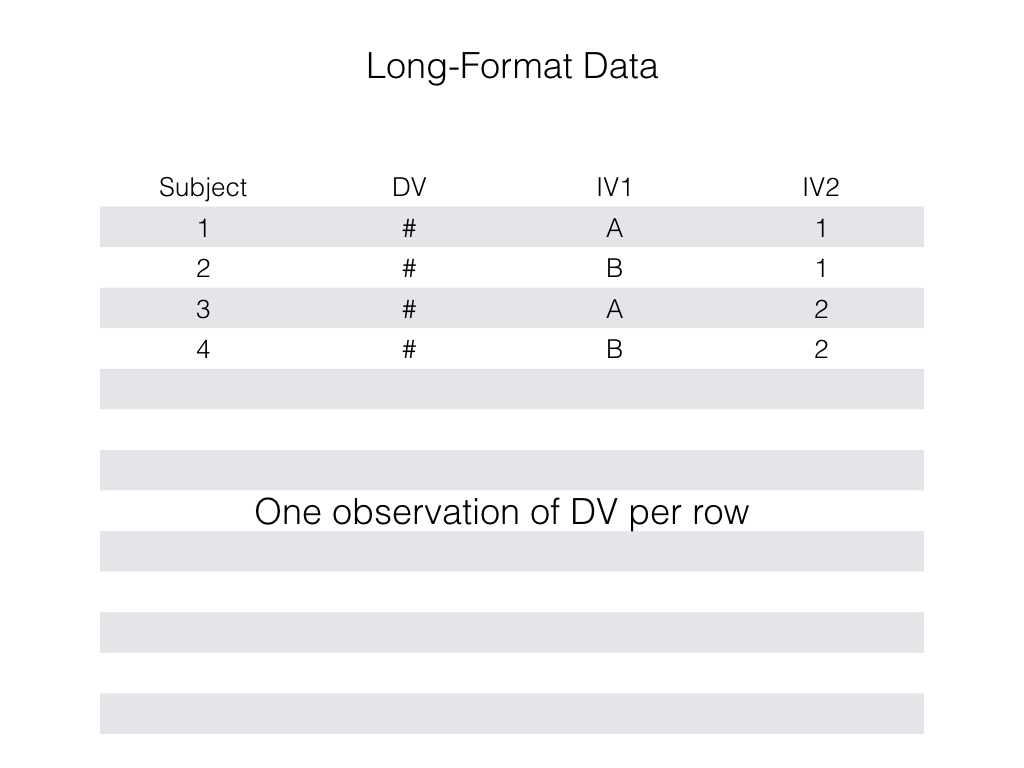 Long-Format Data
Subject DV IV1 IV2
1 # A 1
2 # B 1
3 # A 2
4 # B 2
One observation of DV per row